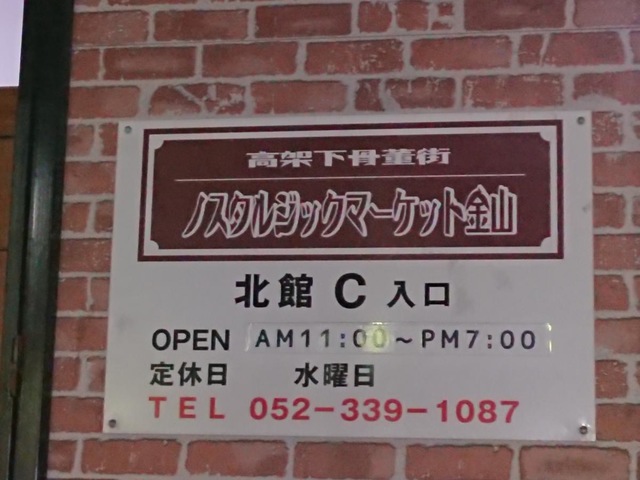 高架下骨董街
ノスタルジックマーケット金山
北館 C 入口
OPEN AM11:00～PM7:00
定休日 水曜日
TEL 052-339-1087